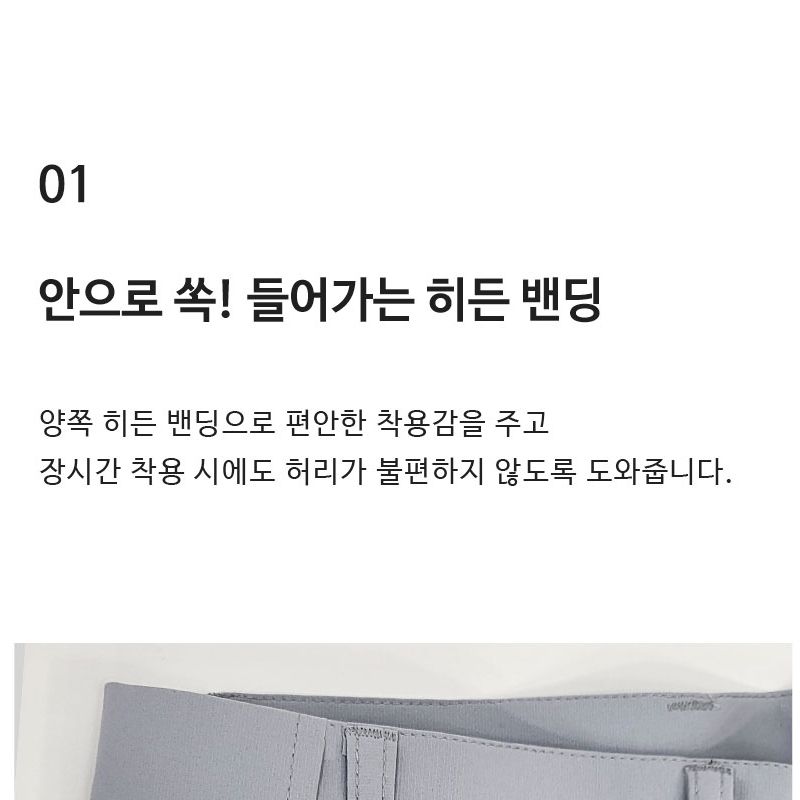 01
안으로 쏙! 들어가는 히든 밴딩
양쪽 히든 밴딩으로 편안한 착용감을 주고
장시간 착용 시에도 허리가 불편하지 않도록 도와줍니다.